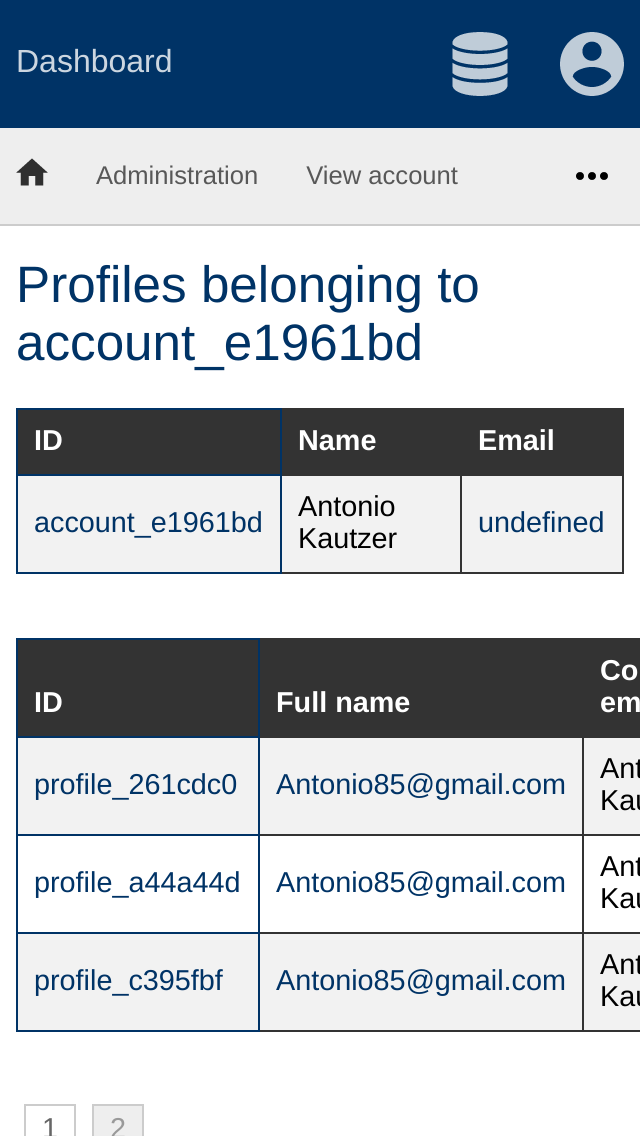 Dashboard
Administration View account
Profiles belonging to
account_e1961bd
ID Name Email
account_e1961bd Antonio Kautzer undefined
ID Full name Co em
profile_261cdc0 Antonio85@gmail.com Ant Kau
profile_a44a44d Antonio85@gmail.com Ant Kau
profile_c395fbf Antonio85@gmail.com Ant Kau
1 2